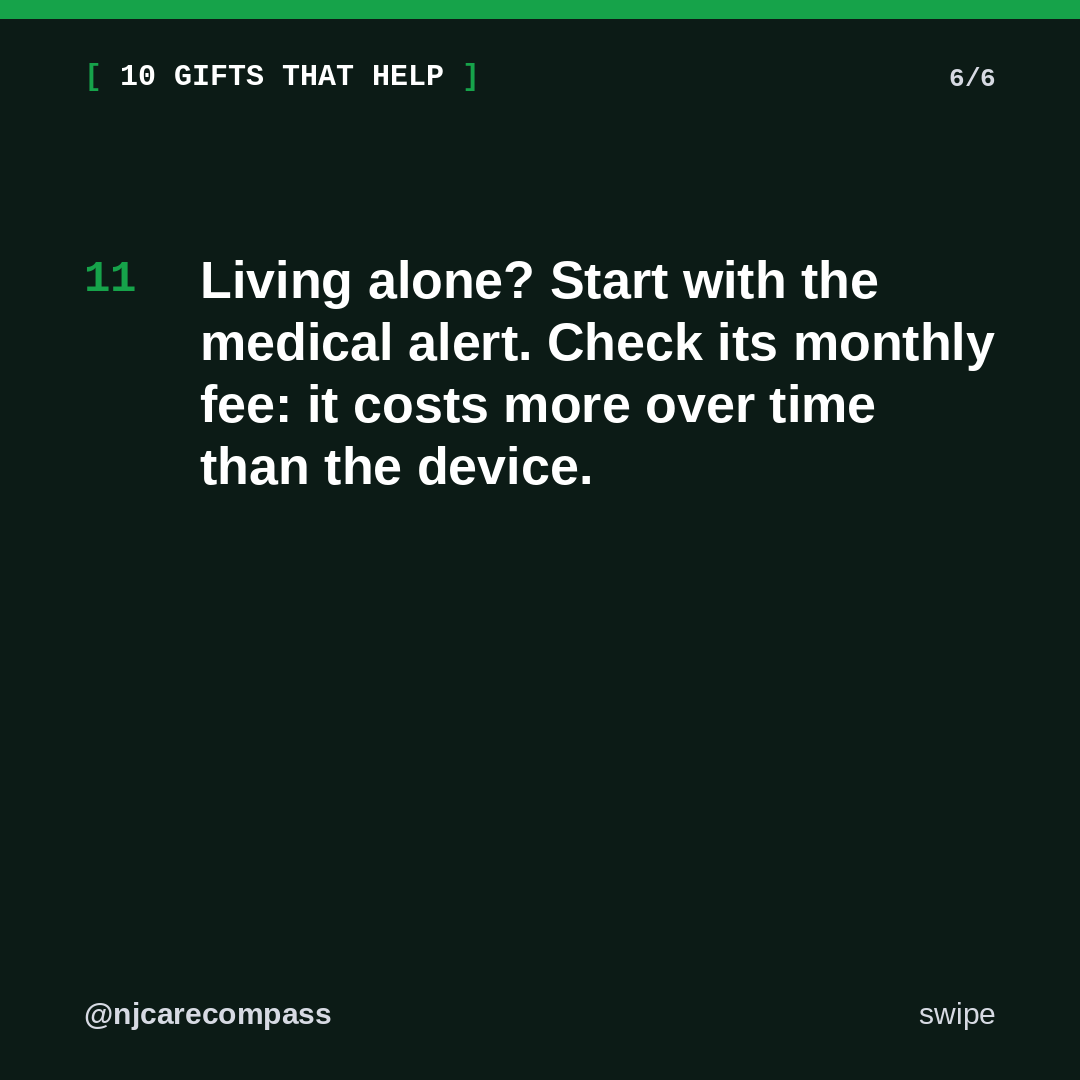 [ 10 GIFTS THAT HELP ]
6/6
11
Living alone? Start with the
medical alert. Check its monthly
fee: it costs more over time
than the device.
@njcarecompass
swipe